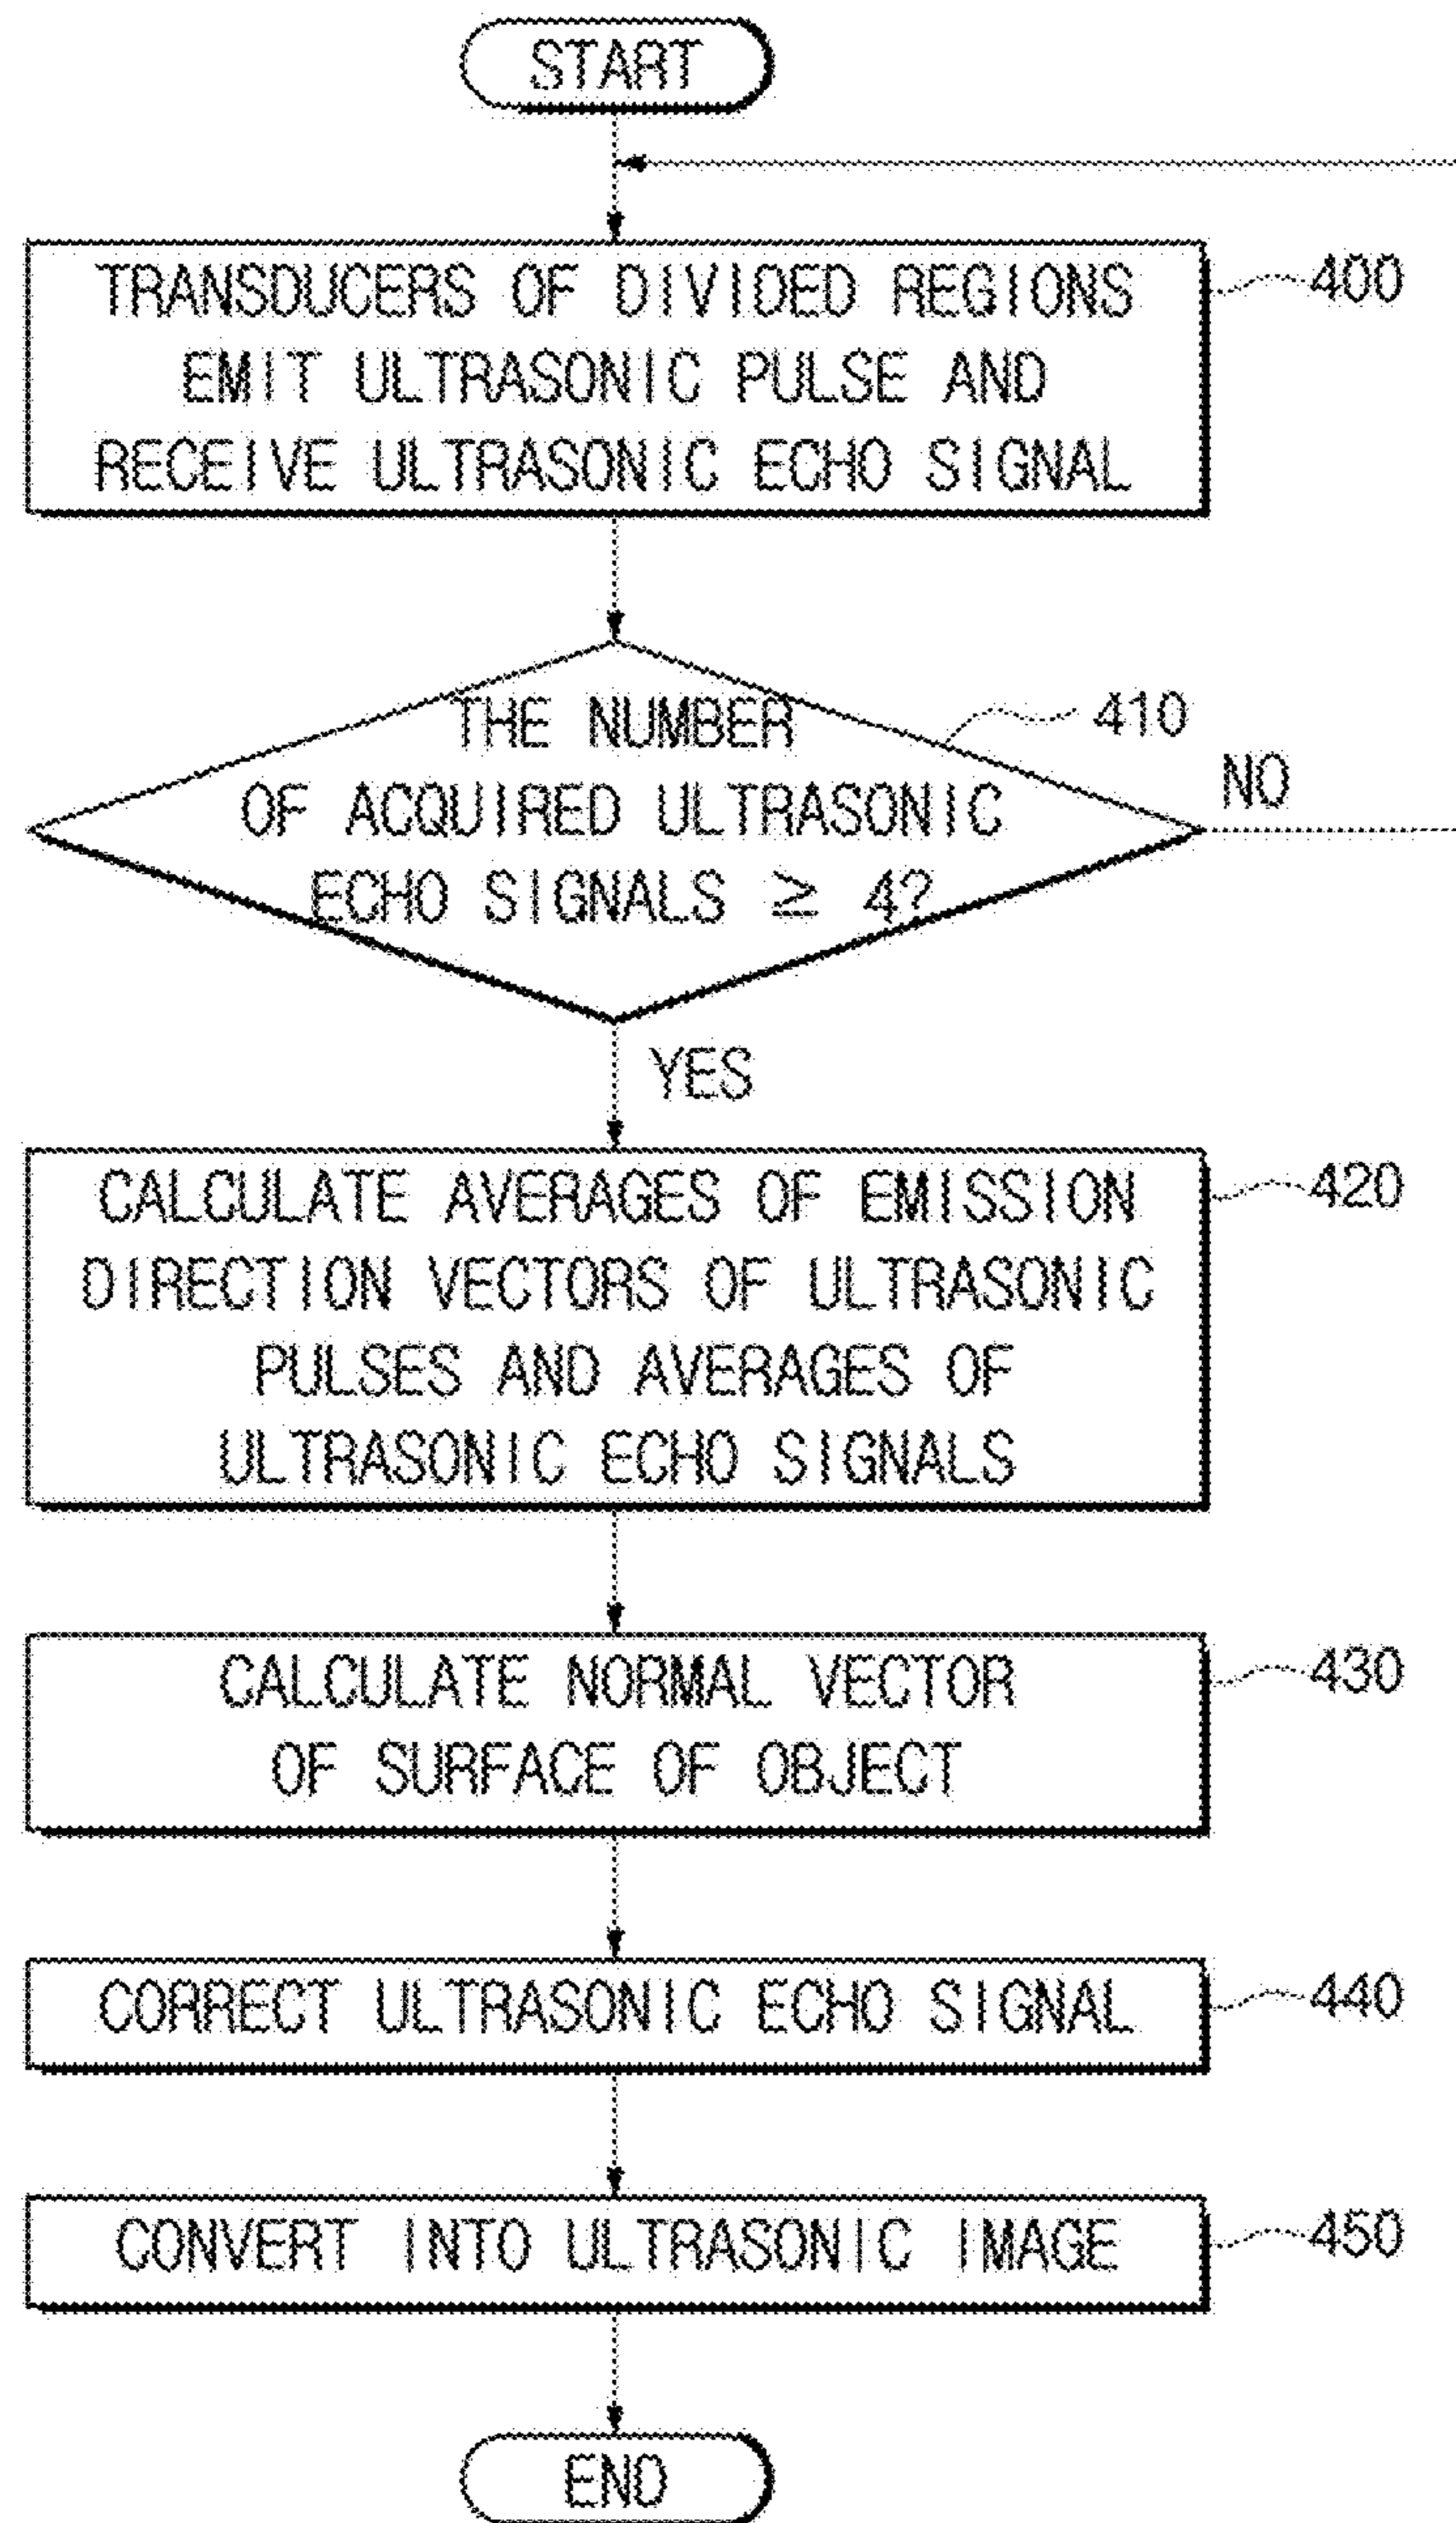 START
TRANSDUCERS OF DIVIDED REGIONS
EMIT ULTRASONIC PULSE AND
RECEIVE ULTRASONIC ECHO SIGNAL
400
THE NUMBER
OF ACQUIRED ULTRASONIC
ECHO SIGNALS ≧ 4?
410
NO
YES
CALCULATE AVERAGES OF EMISSION
DIRECTION VECTORS OF ULTRASONIC
PULSES AND AVERAGES OF
ULTRASONIC ECHO SIGNALS
420
CALCULATE NORMAL VECTOR
OF SURFACE OF OBJECT
430
CORRECT ULTRASONIC ECHO SIGNAL
440
CONVERT INTO ULTRASONIC IMAGE
450
END